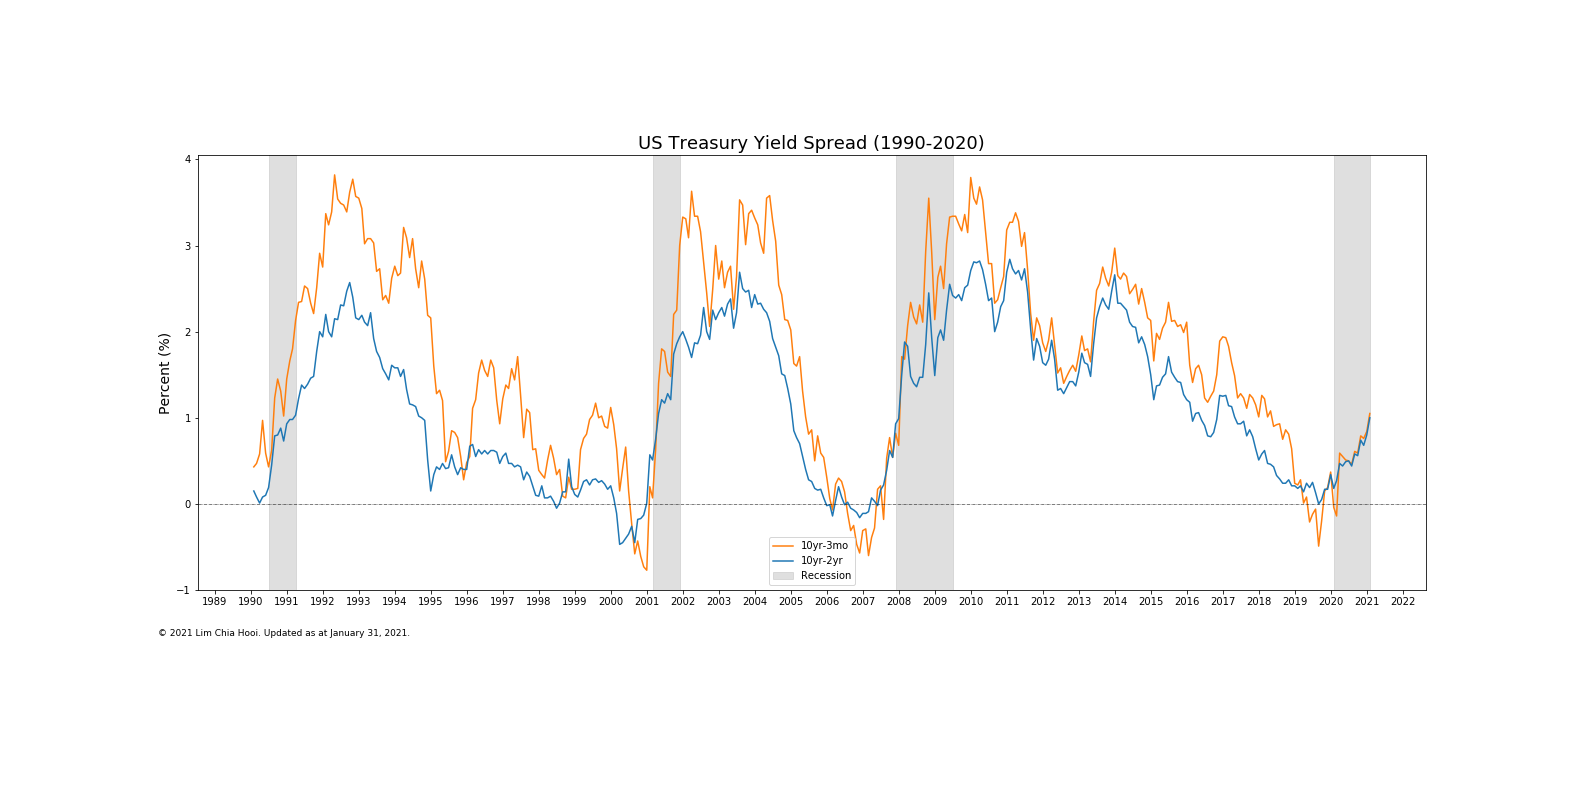 US Treasury Yield Spread (1990-2020)
Percent (%)
4
3
2
1
0
−1
10yr-3mo
10yr-2yr
Recession
1989 1990 1991 1992 1993 1994 1995 1996 1997 1998 1999 2000 2001 2002 2003 2004 2005 2006 2007 2008 2009 2010 2011 2012 2013 2014 2015 2016 2017 2018 2019 2020 2021 2022
© 2021 Lim Chia Hooi. Updated as at January 31, 2021.